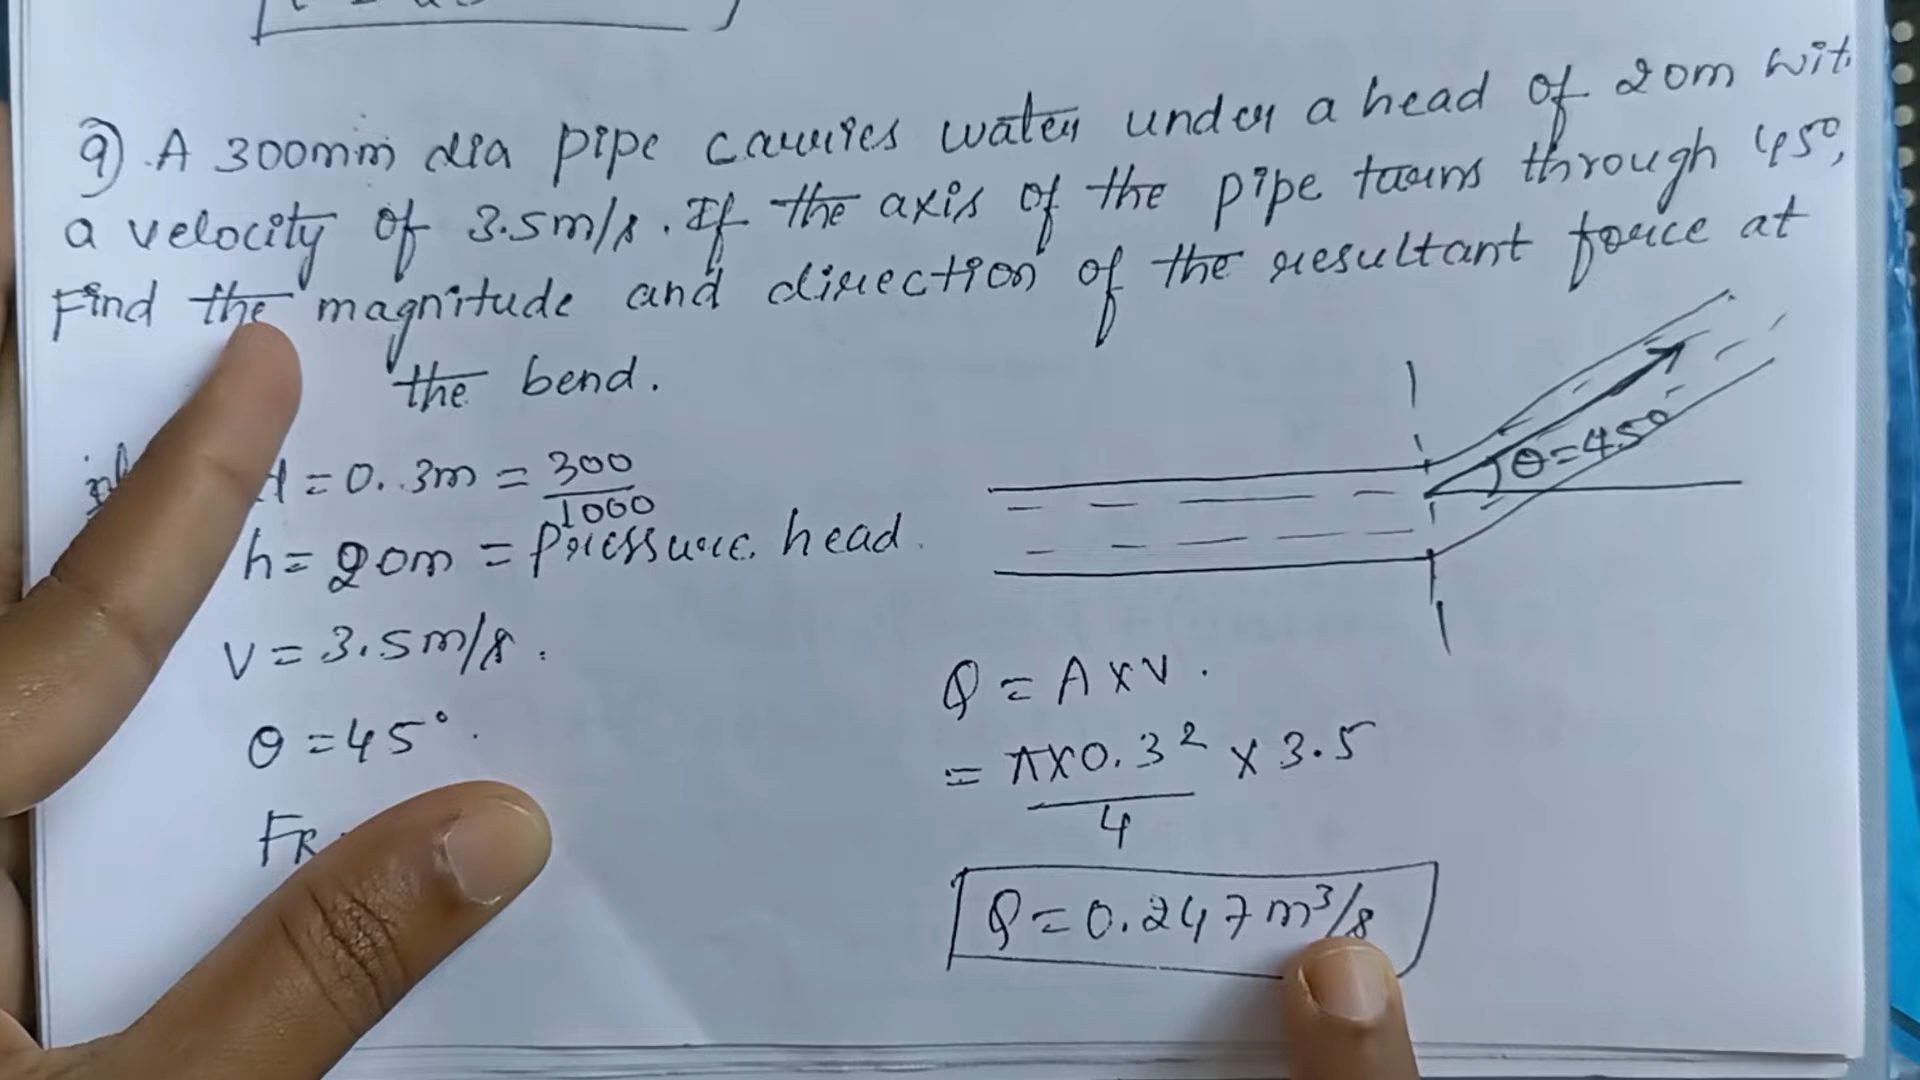 9) A 300mm dia pipe carries water under a head of 20m wit
a velocity of 3.5m/s. If the axis of the pipe turns through 45°,
Find the magnitude and direction of the resultant force at
the bend.
d = 0.3m = 300/1000
h = 20m = Pressure head.
V = 3.5m/s.
θ = 45°.
FR
θ = 45°
Q = A x V.
= π x 0.3² / 4 x 3.5
Q = 0.247 m³/s